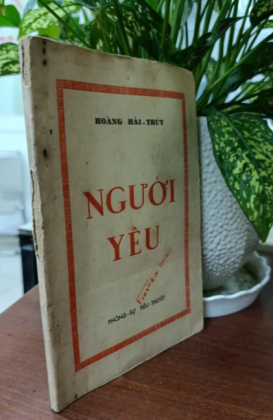 HOÀNG HẢI-THỦY
NGƯỜI
YÊU
PHÓNG-SỰ TIỂU-THUYẾT